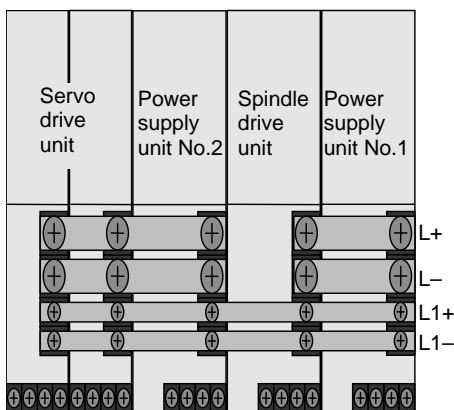 Servo
drive
unit
Power
supply
unit No.2
Spindle
drive
unit
Power
supply
unit No.1
L+
L–
L1+
L1–